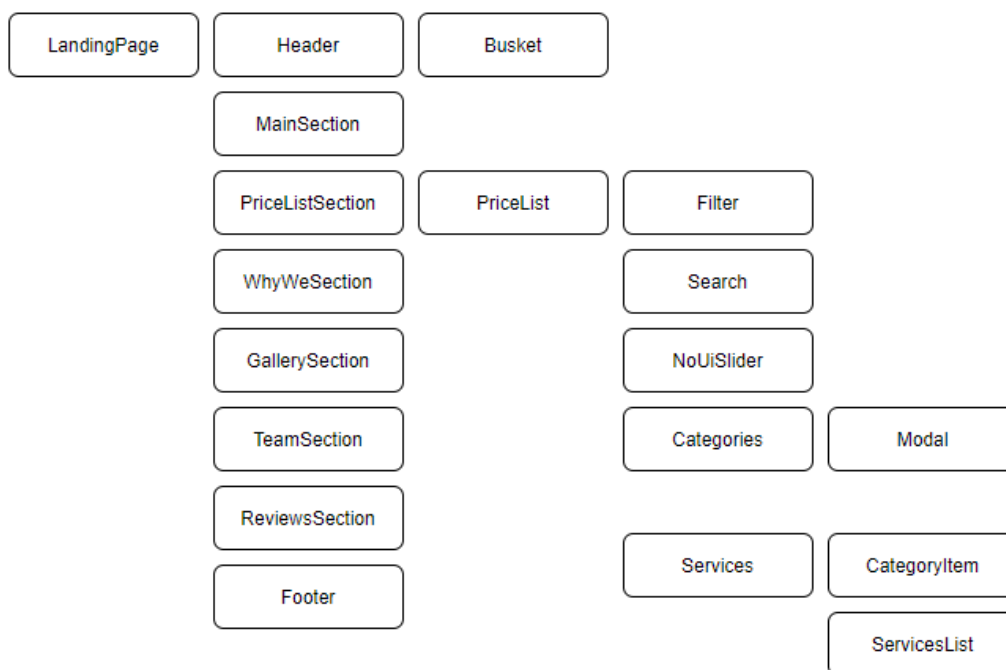 LandingPage
Header
Busket
MainSection
PriceListSection
PriceList
Filter
WhyWeSection
Search
GallerySection
NoUiSlider
TeamSection
Categories
Modal
ReviewsSection
Services
CategoryItem
Footer
ServicesList